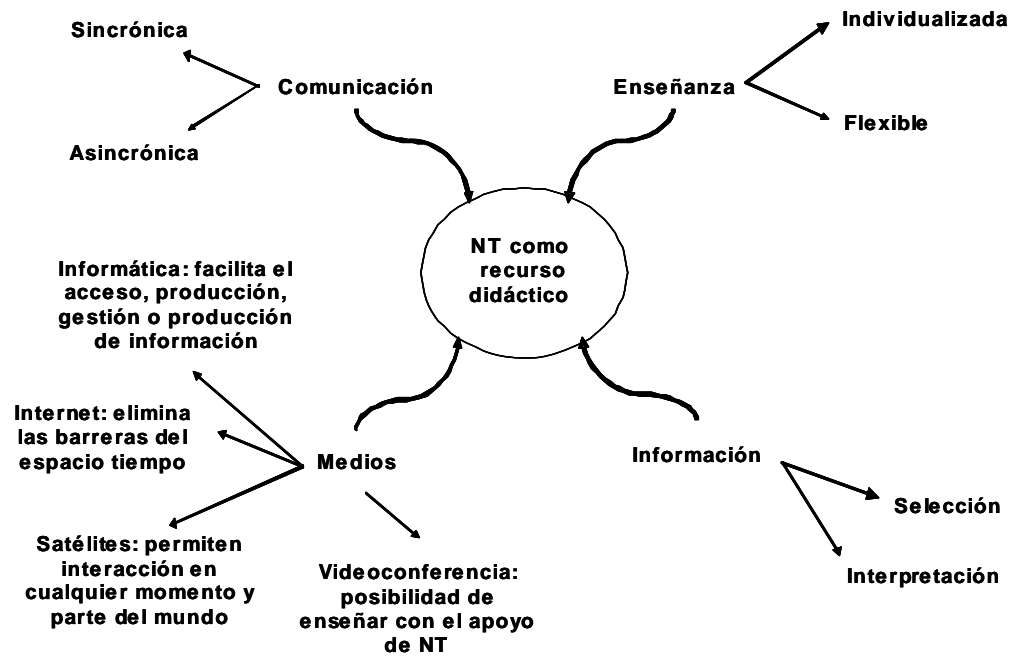 Sincrónica
Comunicación
Asincrónica
Enseñanza
Individualizada
Flexible
NT como
recurso
didáctico
Informática: facilita el
acceso, producción,
gestión o producción
de información
Internet: elimina
las barreras del
espacio tiempo
Medios
Satélites: permiten
interacción en
cualquier momento y
parte del mundo
Videoconferencia:
posibilidad de
enseñar con el apoyo
de NT
Información
Selección
Interpretación